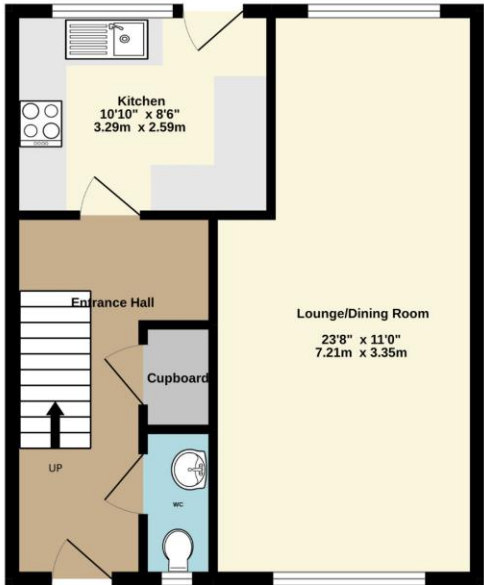 Kitchen
10'10" x 8'6"
3.29m x 2.59m
Entrance Hall
Lounge/Dining Room
23'8" x 11'0"
7.21m x 3.35m
Cupboard
UP
WC